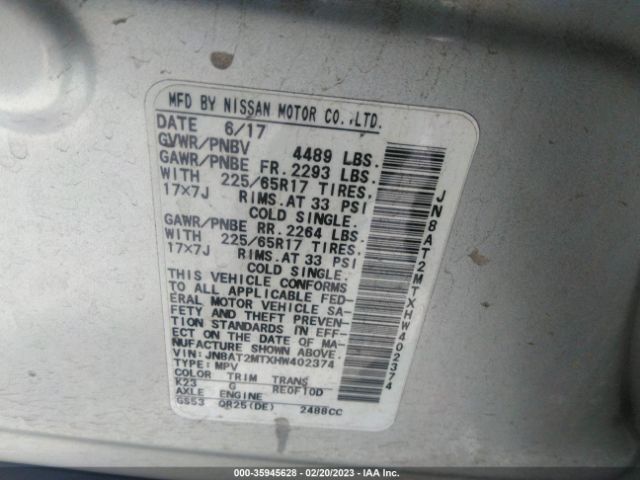 MFD BY NISSAN MOTOR CO.,LTD.
DATE 6/17
GVWR/PNBV 4489 LBS.
GAWR/PNBE FR. 2293 LBS.
WITH 225/65R17 TIRES,
17×7J RIMS.AT 33 PSI
COLD SINGLE.
GAWR/PNBE RR. 2264 LBS.
WITH 225/65R17 TIRES,
17×7J RIMS.AT 33 PSI
COLD SINGLE.
THIS VEHICLE CONFORMS
TO ALL APPLICABLE FED-
ERAL MOTOR VEHICLE SA-
FETY AND THEFT PREVEN-
TION STANDARDS IN EFF-
ECT ON THE DATE OF MA-
NUFACTURE SHOWN ABOVE.
VIN: JN8AT2MTXHW402374
TYPE: MPV
COLOR TRIM TRANS
K23 G RE0F10D
AXLE ENGINE
GS53 QR25(DE) 2488CC
JN8AT2MTXHW402374
000-35945628 - 02/20/2023 - IAA Inc.